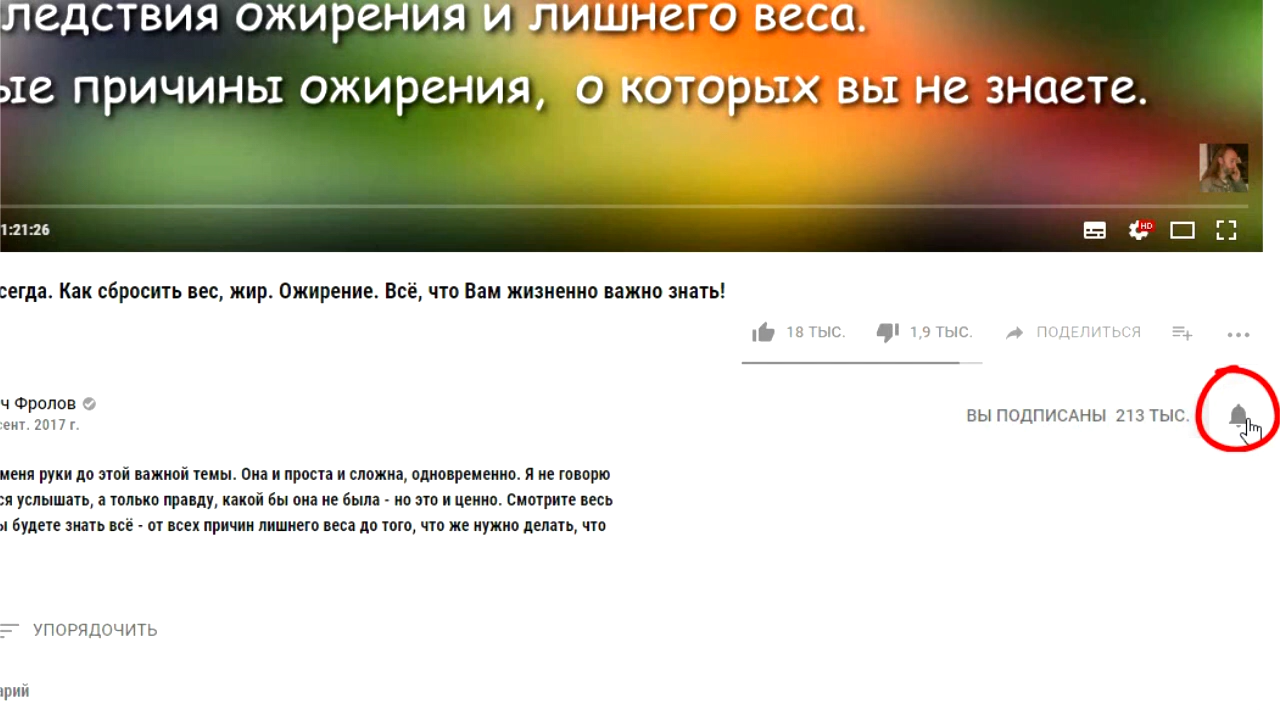 ледствия ожирения и лишнего веса.
ые причины ожирения, о которых вы не знаете.
1:21:26
HD
сегда. Как сбросить вес, жир. Ожирение. Всё, что Вам жизненно важно знать!
18 ТЫС. 1,9 ТЫС. ПОДЕЛИТЬСЯ
ч Фролов
сент. 2017 г.
ВЫ ПОДПИСАНЫ 213 ТЫС.
меня руки до этой важной темы. Она и проста и сложна, одновременно. Я не говорю
ся услышать, а только правду, какой бы она не была - но это и ценно. Смотрите весь
ы будете знать всё - от всех причин лишнего веса до того, что же нужно делать, что
УПОРЯДОЧИТЬ
арий